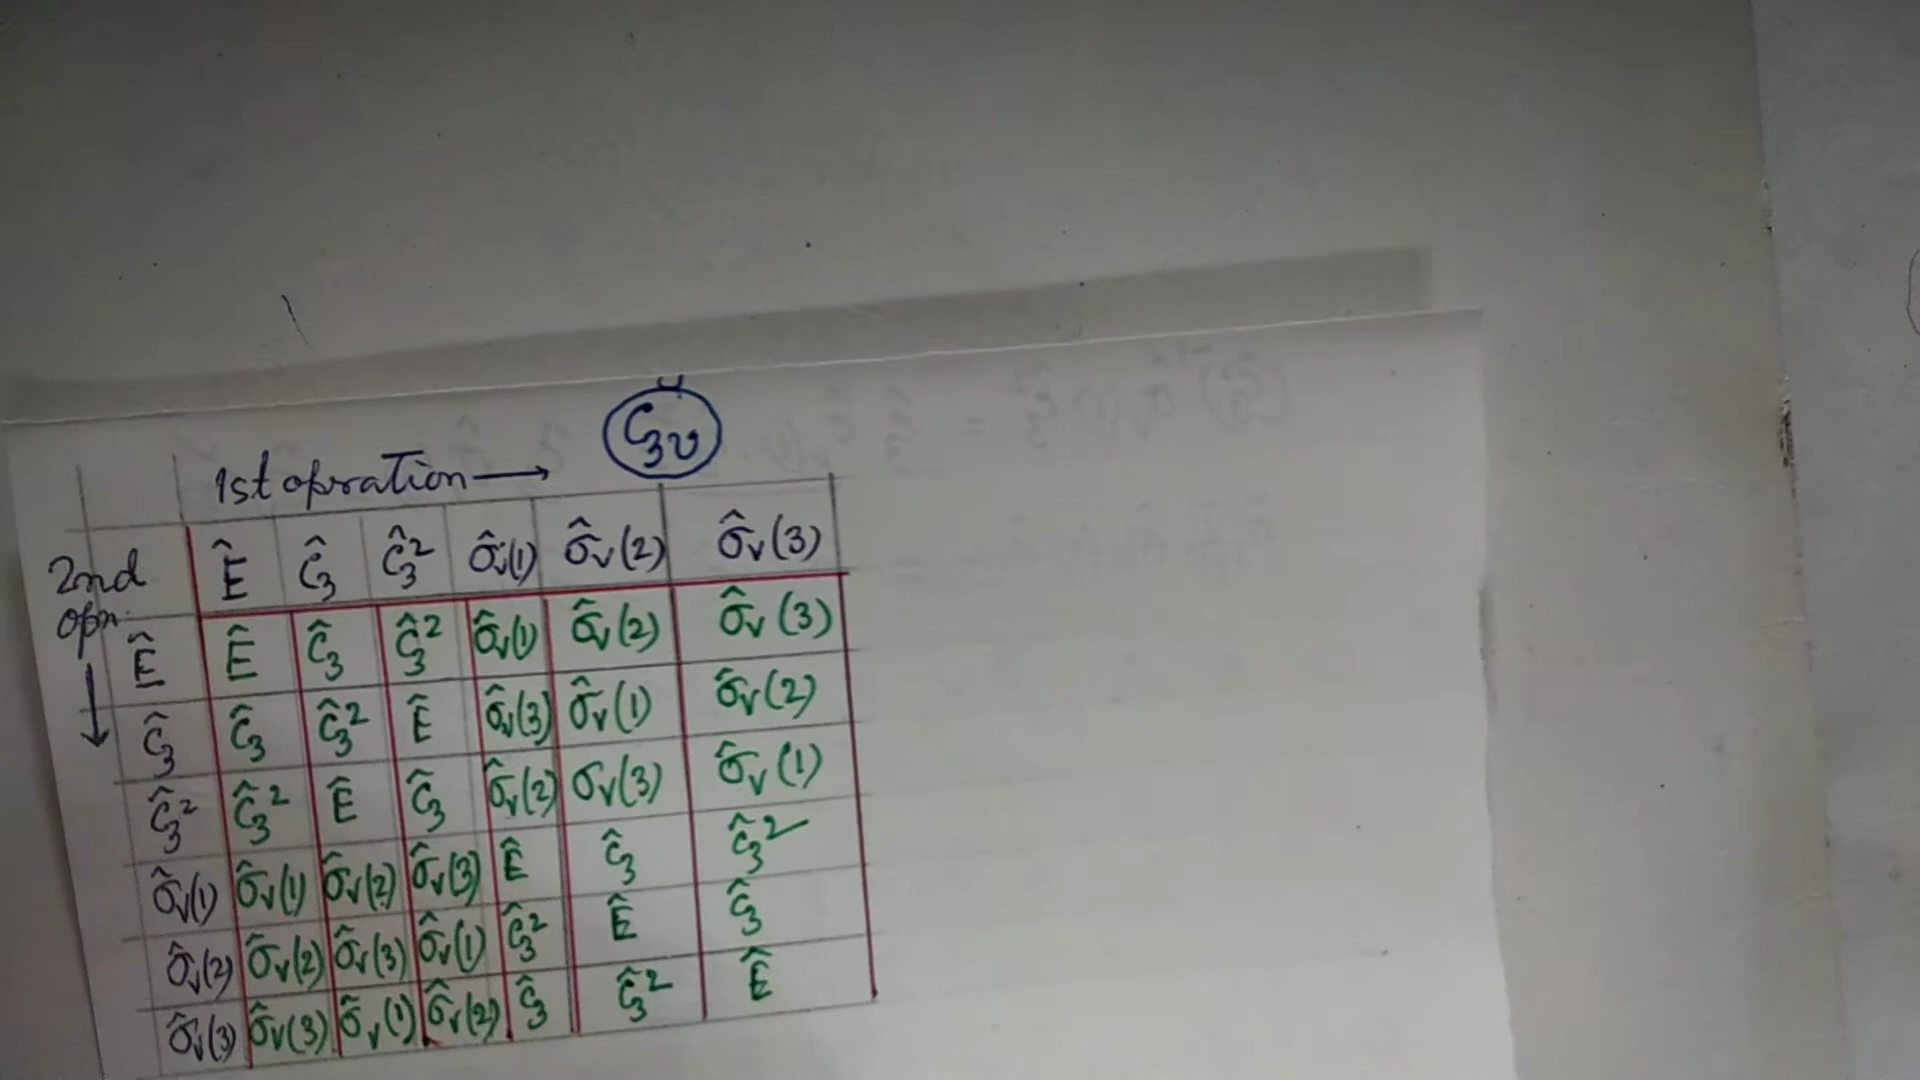 Ĉ₃ᵥ
1st opration →
2nd opn. ↓
Ê Ĉ₃ Ĉ₃² σ̂ᵥ(1) σ̂ᵥ(2) σ̂ᵥ(3)
Ê Ê Ĉ₃ Ĉ₃² σ̂ᵥ(1) σ̂ᵥ(2) σ̂ᵥ(3)
Ĉ₃ Ĉ₃ Ĉ₃² Ê σ̂ᵥ(3) σ̂ᵥ(1) σ̂ᵥ(2)
Ĉ₃² Ĉ₃² Ê Ĉ₃ σ̂ᵥ(2) σᵥ(3) σ̂ᵥ(1)
σ̂ᵥ(1) σ̂ᵥ(1) σ̂ᵥ(2) σ̂ᵥ(3) Ê Ĉ₃ Ĉ₃²
σ̂ᵥ(2) σ̂ᵥ(2) σ̂ᵥ(3) σ̂ᵥ(1) Ĉ₃² Ê Ĉ₃
σ̂ᵥ(3) σ̂ᵥ(3) σ̂ᵥ(1) σ̂ᵥ(2) Ĉ₃ Ĉ₃² Ê